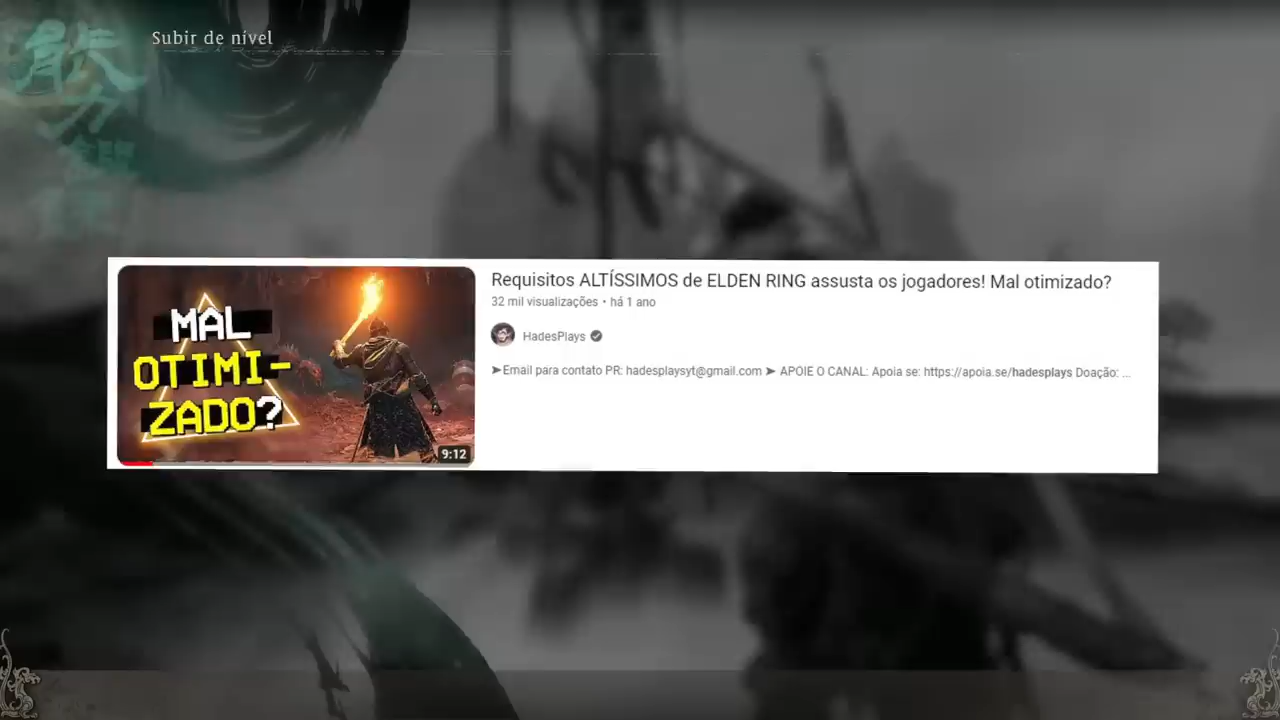 Subir de nível
MAL
OTIMI-
ZADO?
9:12
Requisitos ALTÍSSIMOS de ELDEN RING assusta os jogadores! Mal otimizado?
32 mil visualizações • há 1 ano
HadesPlays
➤Email para contato PR: hadesplaysyt@gmail.com ➤ APOIE O CANAL: Apoia se: https://apoia.se/hadesplays Doação: ...